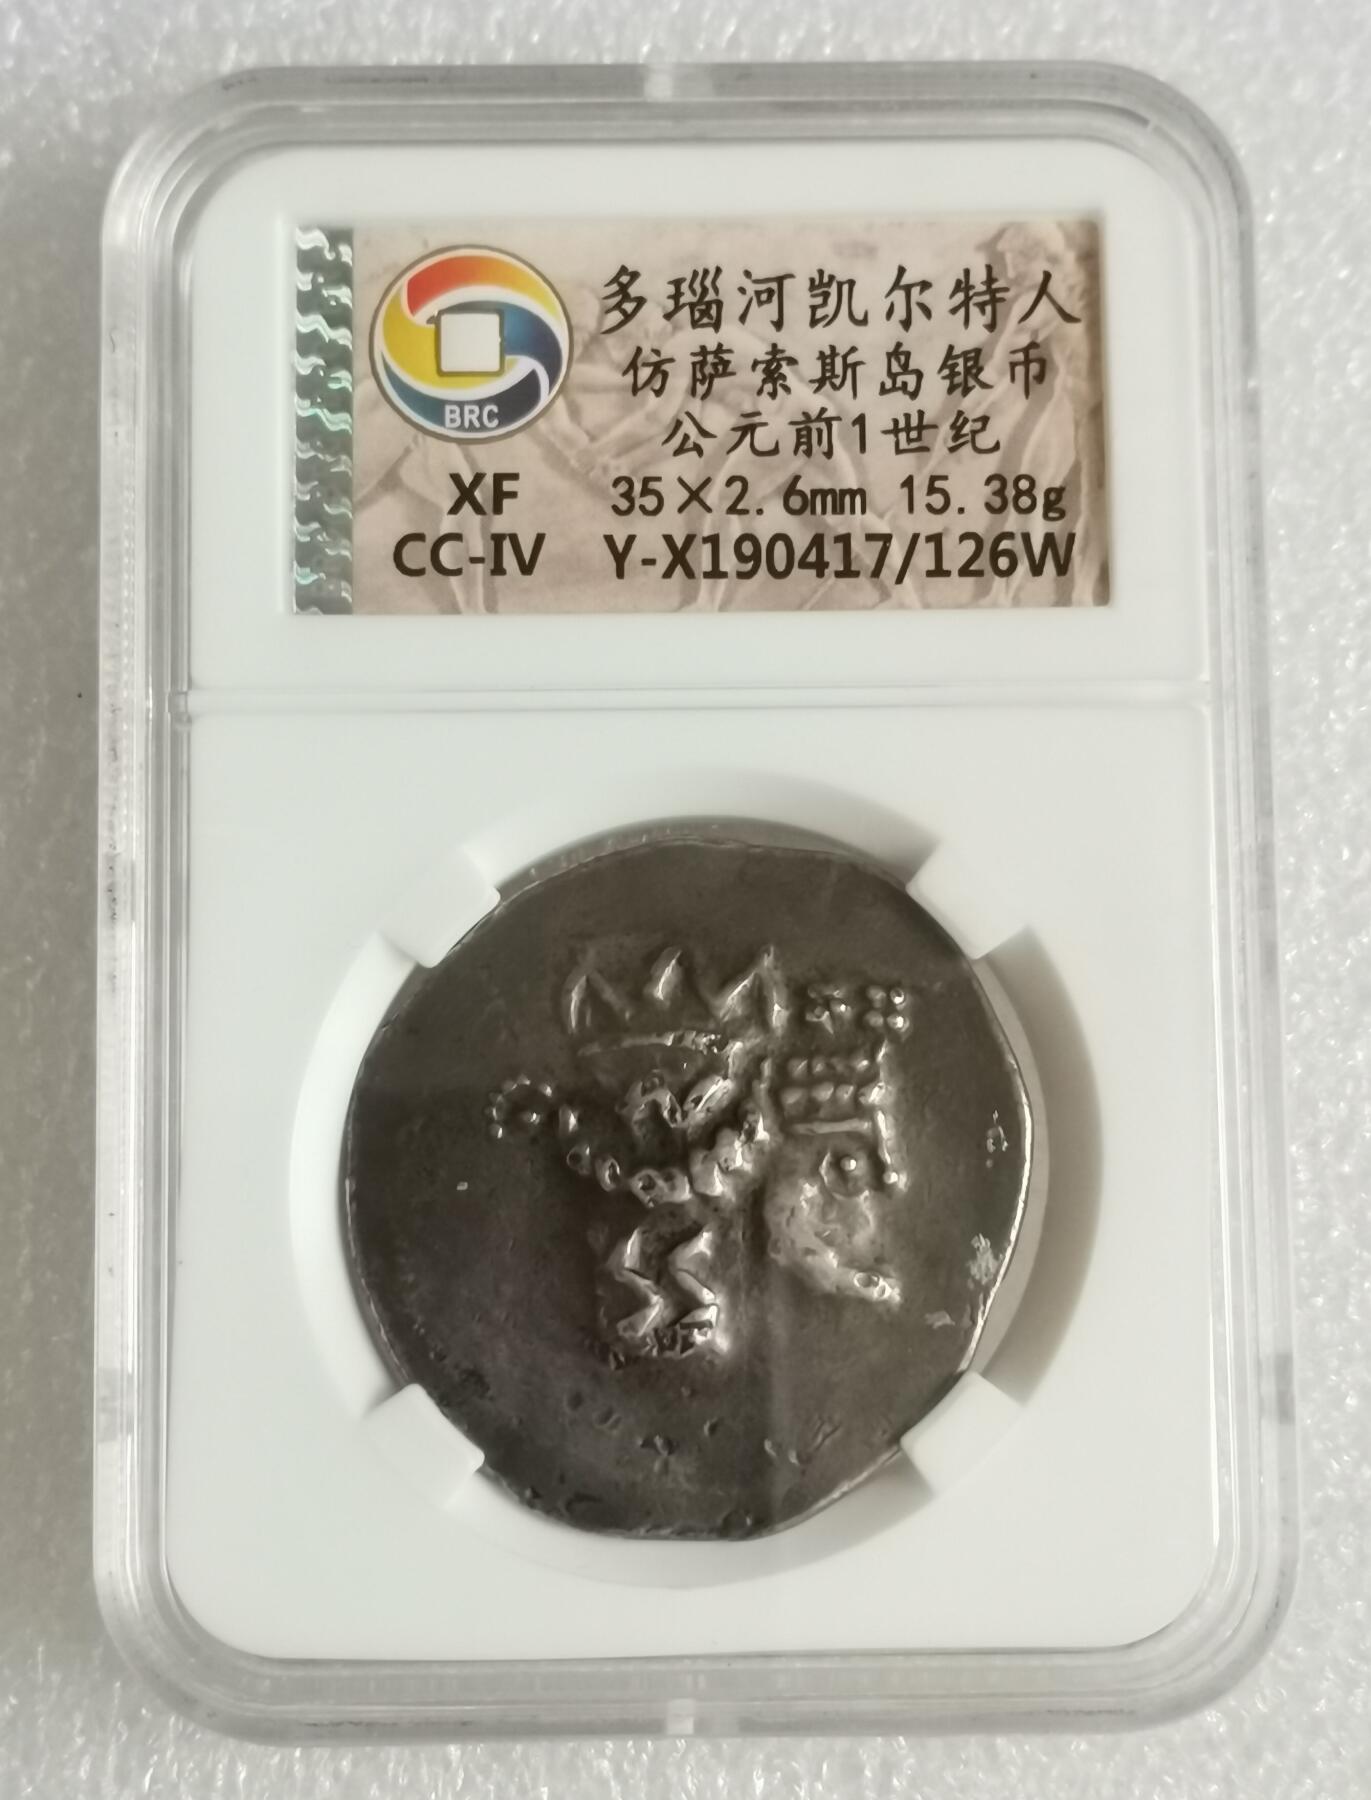 多瑙河凯尔特人
仿萨索斯岛银币
公元前1世纪
BRC
XF 35×2.6mm 15.38g
CC-IV Y-X190417/126W